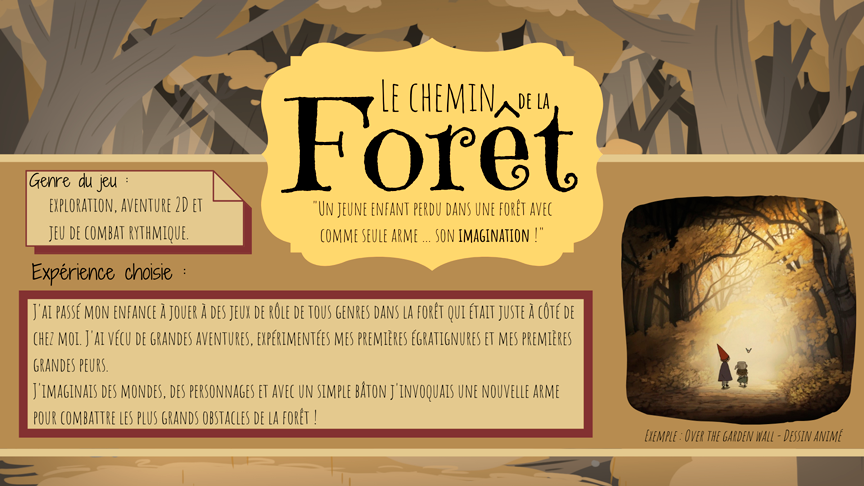 Le chemin de la
Forêt
"Un jeune enfant perdu dans une forêt avec
comme seule arme ... son imagination !"
Genre du jeu :
exploration, aventure 2D et
jeu de combat rythmique.
Expérience choisie :
J'ai passé mon enfance à jouer à des jeux de rôle de tous genres dans la forêt qui était juste à côté de
chez moi. J'ai vécu de grandes aventures, expérimentées mes premières égratignures et mes premières
grandes peurs.
J'imaginais des mondes, des personnages et avec un simple bâton j'invoquais une nouvelle arme
pour combattre les plus grands obstacles de la forêt !
Exemple : Over the garden wall - Dessin animé